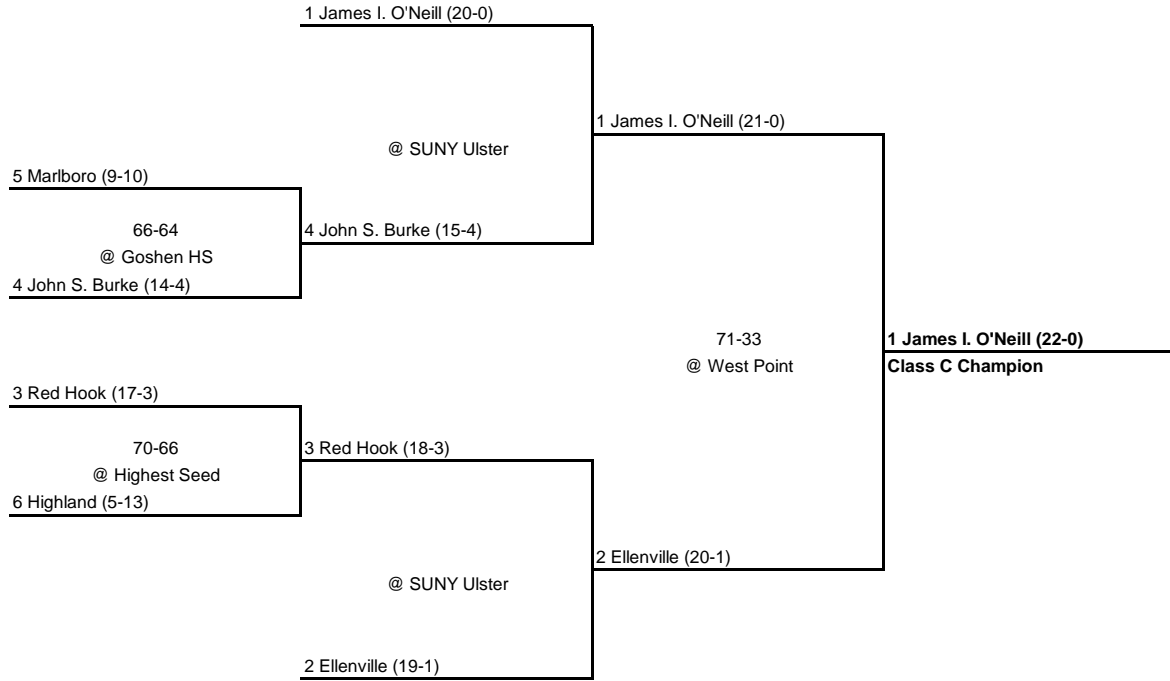 1 James I. O'Neill (20-0)
1 James I. O'Neill (21-0)
@ SUNY Ulster
5 Marlboro (9-10)
66-64
@ Goshen HS
4 John S. Burke (15-4)
4 John S. Burke (14-4)
71-33
@ West Point
1 James I. O'Neill (22-0)
Class C Champion
3 Red Hook (17-3)
70-66
@ Highest Seed
3 Red Hook (18-3)
6 Highland (5-13)
2 Ellenville (20-1)
@ SUNY Ulster
2 Ellenville (19-1)